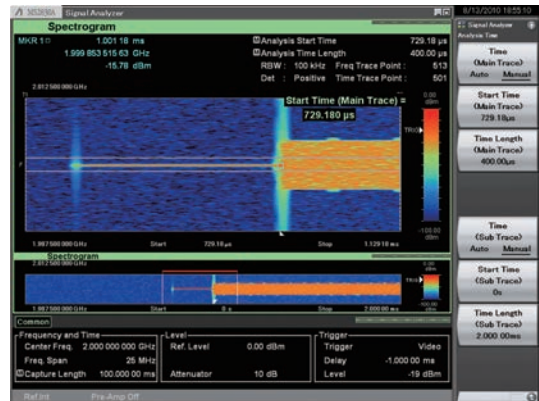 MS2690A Signal Analyzer
8/13/2010 18:55:10
Spectrogram
MKR 1
1.001 18 ms
1.999 853 515 63 GHz
-15.78 dBm
Analysis Start Time 729.18 µs
Analysis Time Length 400.00 µs
RBW : 100 kHz Freq Trace Point : 513
Det : Positive Time Trace Point : 501
2.012 500 000 GHz
T1
Start Time (Main Trace) =
729.180 µs
0.00
dBm
TRIG
F
-100.00
dBm
1.987 500 000 GHz
Start
729.18 µs
Stop
1.129 18 ms
Spectrogram
2.012 500 000 GHz
0.00
dBm
TRIG
-100.00
dBm
1.987 500 000 GHz
Start
0 s
Stop
2.000 00 ms
Common
Frequency and Time
Center Freq. 2.000 000 000 GHz
Freq. Span 25 MHz
Capture Length 100.000 00 ms
Level
Ref. Level 0.00 dBm
Attenuator 10 dB
Trigger
Trigger Video
Delay -1.000 00 ms
Level -19 dBm
Ref.Int Pre-Amp Off
Signal Analyzer
Analysis Time
Time
(Main Trace)
Auto Manual
Start Time
(Main Trace)
729.18µs
Time Length
(Main Trace)
400.00µs
Time
(Sub Trace)
Auto Manual
Start Time
(Sub Trace)
0s
Time Length
(Sub Trace)
2.000 00ms